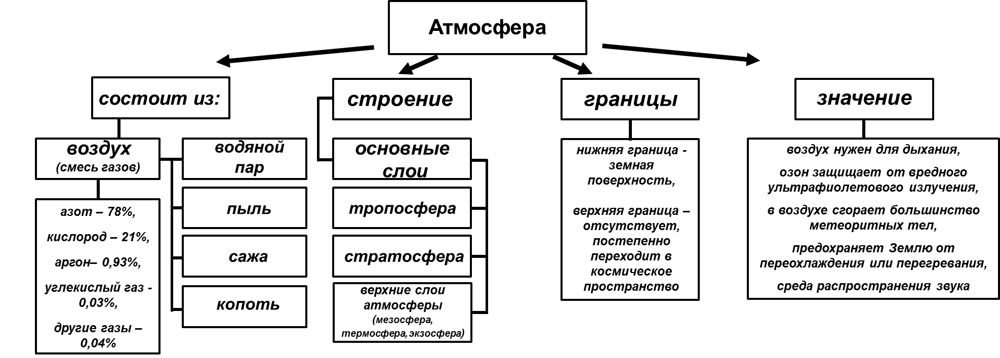 Атмосфера
состоит из:
воздух
(смесь газов)
азот – 78%,
кислород – 21%,
аргон– 0,93%,
углекислый газ -
0,03%,
другие газы –
0,04%
водяной
пар
пыль
сажа
копоть
строение
основные
слои
тропосфера
стратосфера
верхние слои
атмосферы
(мезосфера,
термосфера, экзосфера)
границы
нижняя граница -
земная
поверхность,
верхняя граница –
отсутствует,
постепенно
переходит в
космическое
пространство
значение
воздух нужен для дыхания,
озон защищает от вредного
ультрафиолетового излучения,
в воздухе сгорает большинство
метеоритных тел,
предохраняет Землю от
переохлаждения или перегревания,
среда распространения звука